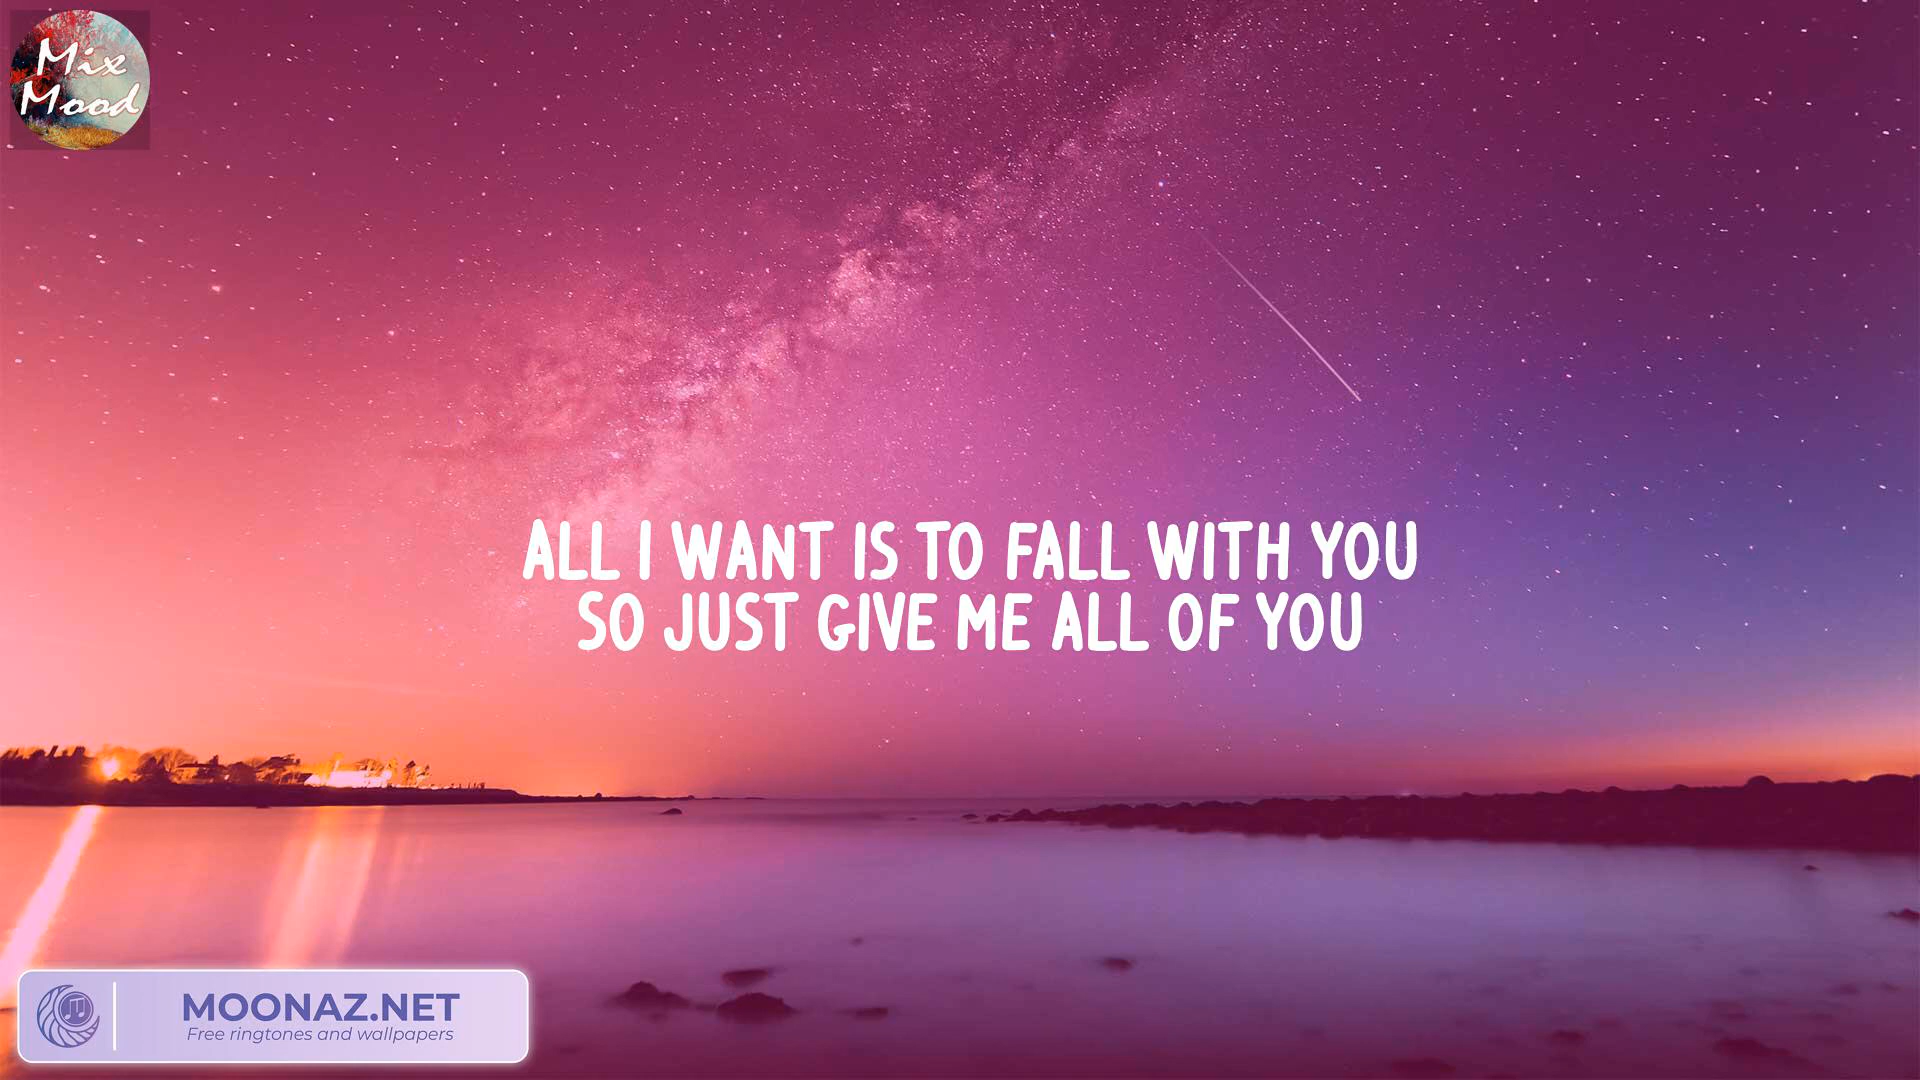 Mix
Mood
ALL I WANT IS TO FALL WITH YOU
SO JUST GIVE ME ALL OF YOU
MOONAZ.NET
Free ringtones and wallpapers